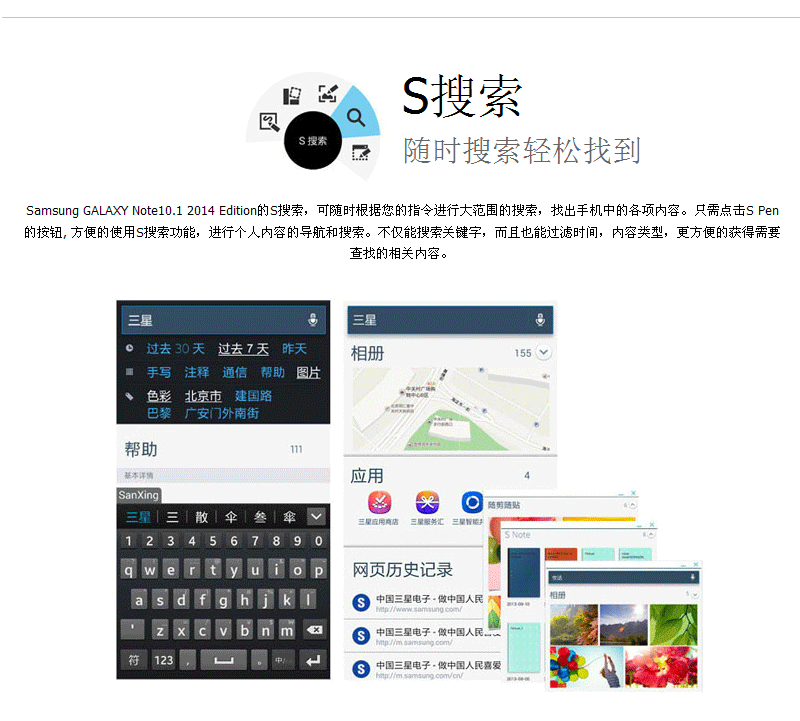 S 搜索
S搜索
随时搜索轻松找到
Samsung GALAXY Note10.1 2014 Edition的S搜索，可随时根据您的指令进行大范围的搜索，找出手机中的各项内容。只需点击S Pen
的按钮, 方便的使用S搜索功能，进行个人内容的导航和搜索。不仅能搜索关键字，而且也能过滤时间，内容类型，更方便的获得需要
查找的相关内容。
三星
过去 30 天 过去 7 天 昨天
手写 注释 通信 帮助 图片
色彩 北京市 建国路
巴黎 广安门外南街
帮助 111
基本详情
SanXing
三星 三 散 伞 叁 傘
1 2 3 4 5 6 7 8 9 0
q w e r t y u i o p
a s d f g h j k l
' z x c v b n m
符 123 , 。 中/
三星
相册 155
应用 4
三星应用商店 三星服务汇 三星智能
网页历史记录
中国三星电子 - 做中国人民
http://www.samsung.com/
中国三星电子 - 做中国人民喜爱
http://m.samsung.com/
中国三星电子 - 做中国人民喜爱
http://m.samsung.com/cn/
随剪随贴
S Note
相册